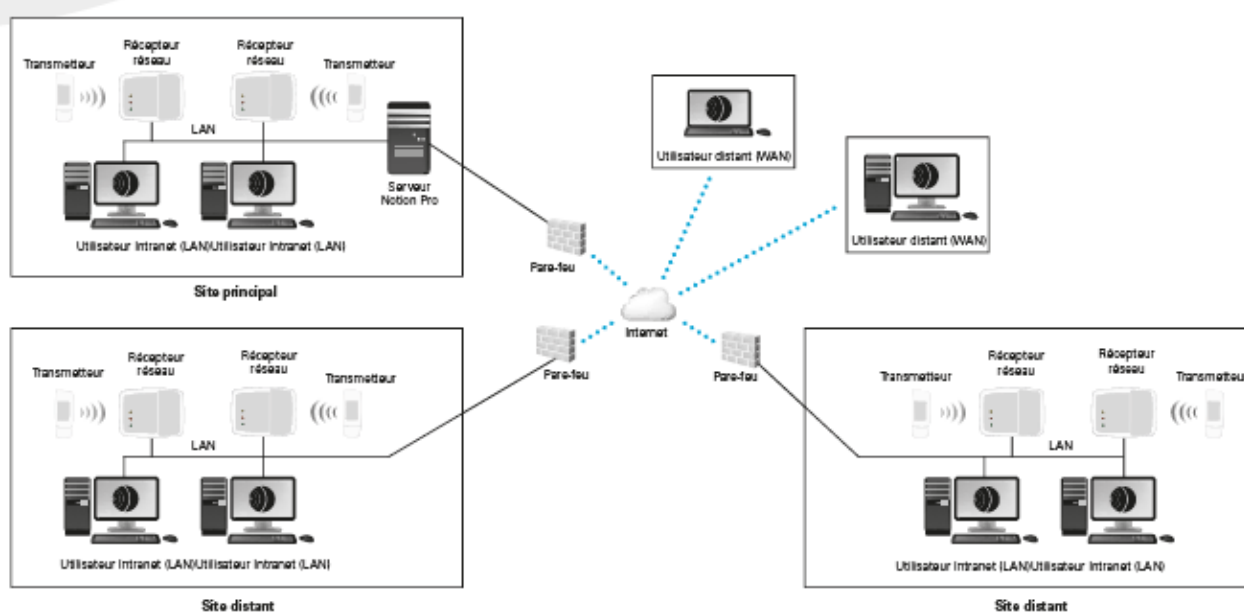 Récepteur
réseau
Récepteur
réseau
Transmetteur
Transmetteur
LAN
Serveur
Notion Pro
Utilisateur Intranet (LAN)
Utilisateur Intranet (LAN)
Site principal
Utilisateur distant (WAN)
Utilisateur distant (WAN)
Pare-feu
Internet
Pare-feu
Pare-feu
Récepteur
réseau
Récepteur
réseau
Transmetteur
Transmetteur
LAN
Utilisateur Intranet (LAN)
Utilisateur Intranet (LAN)
Site distant
Récepteur
réseau
Récepteur
réseau
Transmetteur
Transmetteur
LAN
Utilisateur Intranet (LAN)
Utilisateur Intranet (LAN)
Site distant